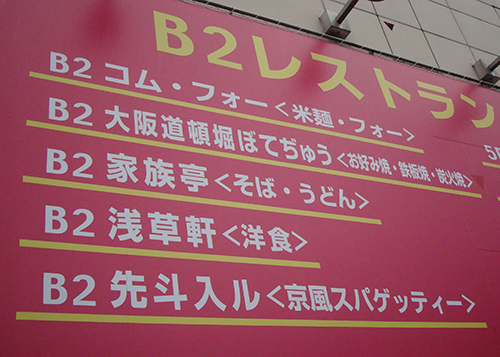 B2レストラン
B2 コム・フォー<米麺・フォー>
B2 大阪道頓堀ぼてぢゅう<お好み焼・鉄板焼・炭火焼>
B2 家族亭<そば・うどん>
B2 浅草軒<洋食>
B2 先斗入ル<京風スパゲッティー>